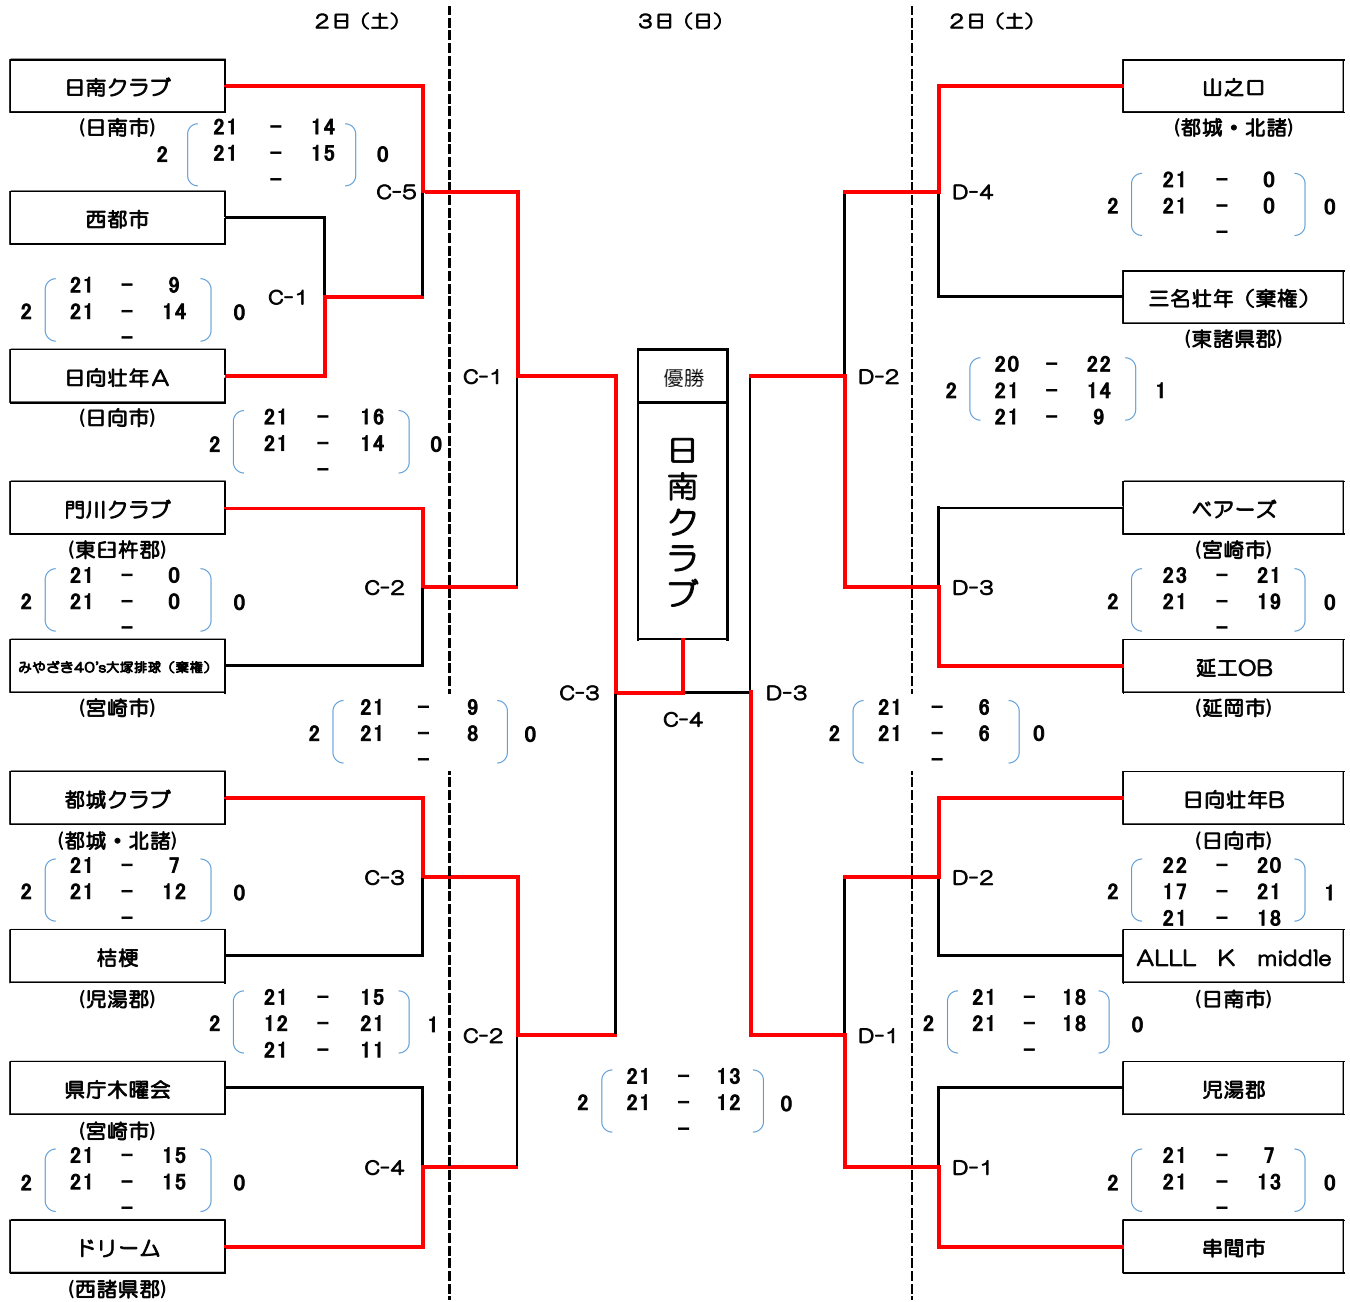 2日（土）
3日（日）
2日（土）
日南クラブ
(日南市)
21 - 14
2 21 - 15 0
-
C-5
西都市
21 - 9
2 21 - 14 0
-
C-1
日向壮年A
(日向市)
C-1
21 - 16
2 21 - 14 0
-
門川クラブ
(東臼杵郡)
21 - 0
2 21 - 0 0
-
C-2
みやざき40's大塚排球（棄権）
(宮崎市)
21 - 9
2 21 - 8 0
-
C-3
都城クラブ
(都城・北諸)
21 - 7
2 21 - 12 0
-
C-3
桔梗
(児湯郡)
21 - 15
2 12 - 21 1
21 - 11
C-2
県庁木曜会
(宮崎市)
21 - 15
2 21 - 15 0
-
C-4
ドリーム
(西諸県郡)
優勝
日南クラブ
C-4
21 - 13
2 21 - 12 0
-
山之口
(都城・北諸)
D-4
21 - 0
2 21 - 0 0
-
三名壮年（棄権）
(東諸県郡)
D-2
20 - 22
2 21 - 14 1
21 - 9
ベアーズ
(宮崎市)
D-3
23 - 21
2 21 - 19 0
-
延工OB
(延岡市)
D-3
21 - 6
2 21 - 6 0
-
日向壮年B
(日向市)
D-2
22 - 20
2 17 - 21 1
21 - 18
ALLL K middle
(日南市)
D-1
21 - 18
2 21 - 18 0
-
児湯郡
D-1
21 - 7
2 21 - 13 0
-
串間市